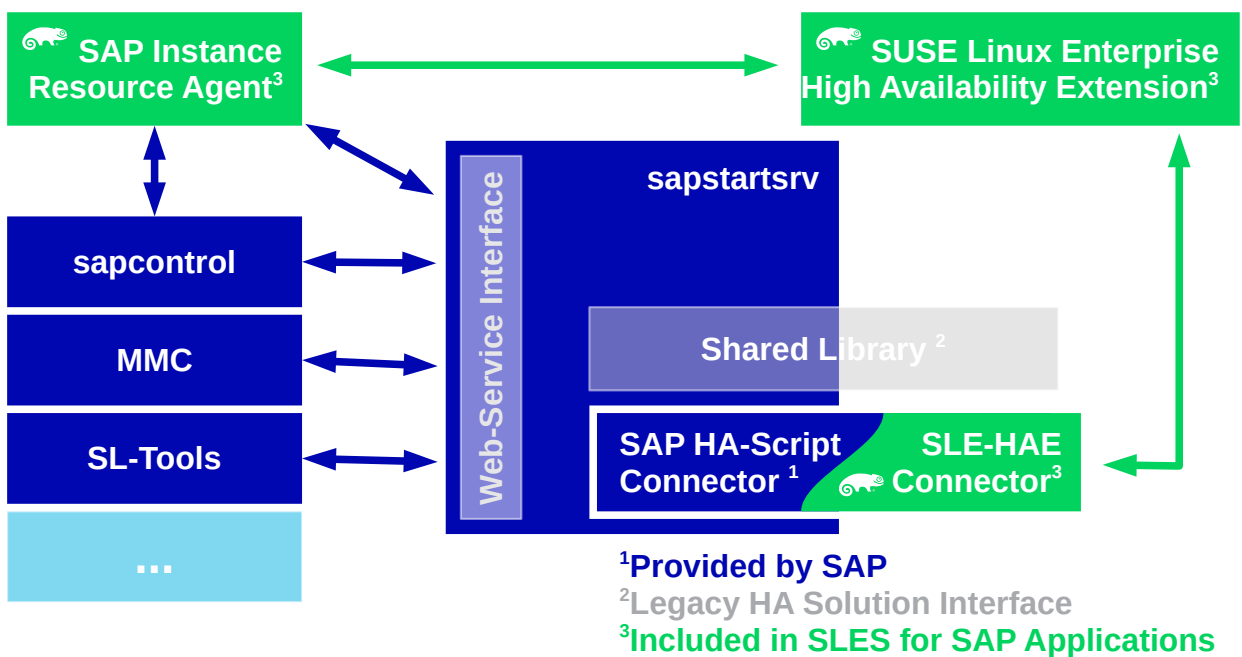 SAP Instance
Resource Agent³
SUSE Linux Enterprise
High Availability Extension³
sapstartsrv
Web-Service Interface
sapcontrol
MMC
SL-Tools
...
Shared Library ²
SAP HA-Script
Connector ¹
SLE-HAE
Connector³
¹Provided by SAP
²Legacy HA Solution Interface
³Included in SLES for SAP Applications